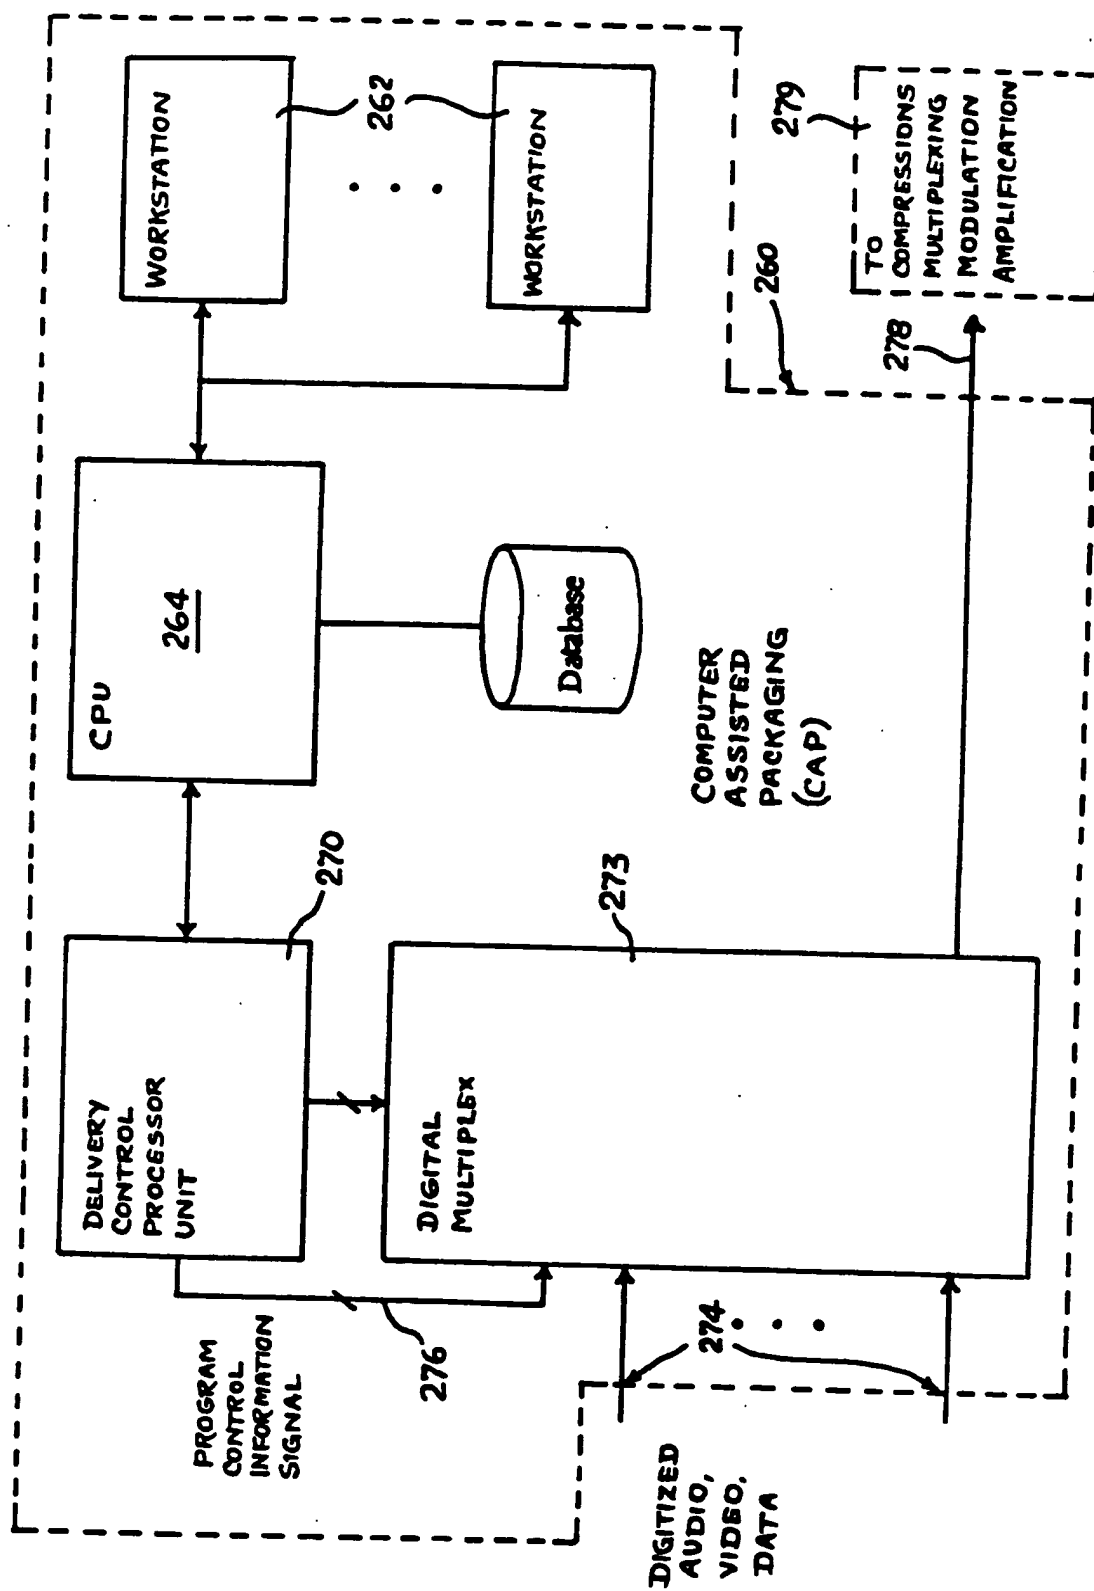 PROGRAM
CONTROL
INFORMATION
SIGNAL
276
DELIVERY
CONTROL
PROCESSOR
UNIT
270
CPU
264
WORKSTATION
262
WORKSTATION
Database
DIGITIZED
AUDIO,
VIDEO,
DATA
274
DIGITAL
MULTIPLEX
273
COMPUTER
ASSISTED
PACKAGING
(CAP)
260
278
279
TO
COMPRESSIONS
MULTIPLEXING
MODULATION
AMPLIFICATION